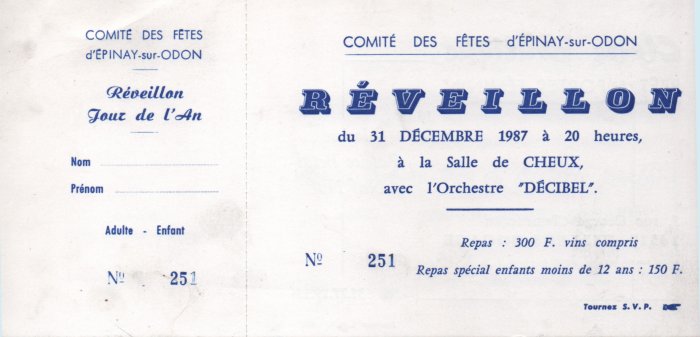 COMITÉ DES FÊTES
d'ÉPINAY-sur-ODON
Réveillon
Jour de l'An
Nom
Prénom
Adulte - Enfant
Nº 251
COMITÉ DES FÊTES d'ÉPINAY-sur-ODON
RÉVEILLON
du 31 DÉCEMBRE 1987 à 20 heures,
à la Salle de CHEUX,
avec l'Orchestre "DÉCIBEL".
Nº 251
Repas : 300 F. vins compris
Repas spécial enfants moins de 12 ans : 150 F.
Tournez S. V. P.